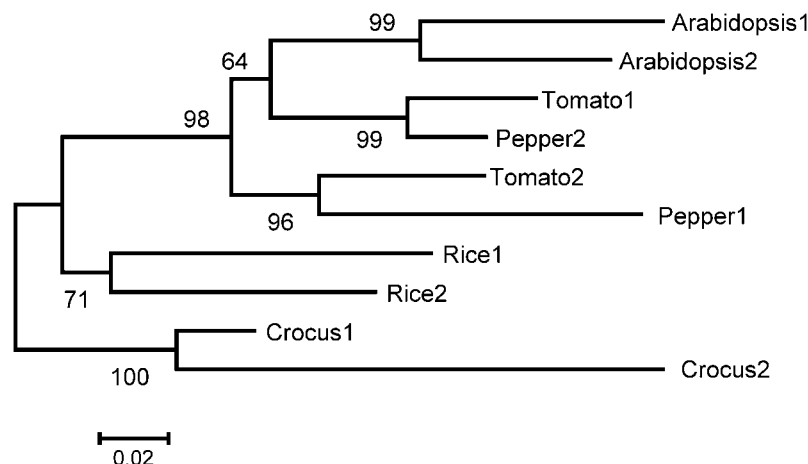 99 Arabidopsis1
64 Arabidopsis2
Tomato1
98
99 Pepper2
Tomato2
96 Pepper1
Rice1
71 Rice2
Crocus1
100 Crocus2
0.02